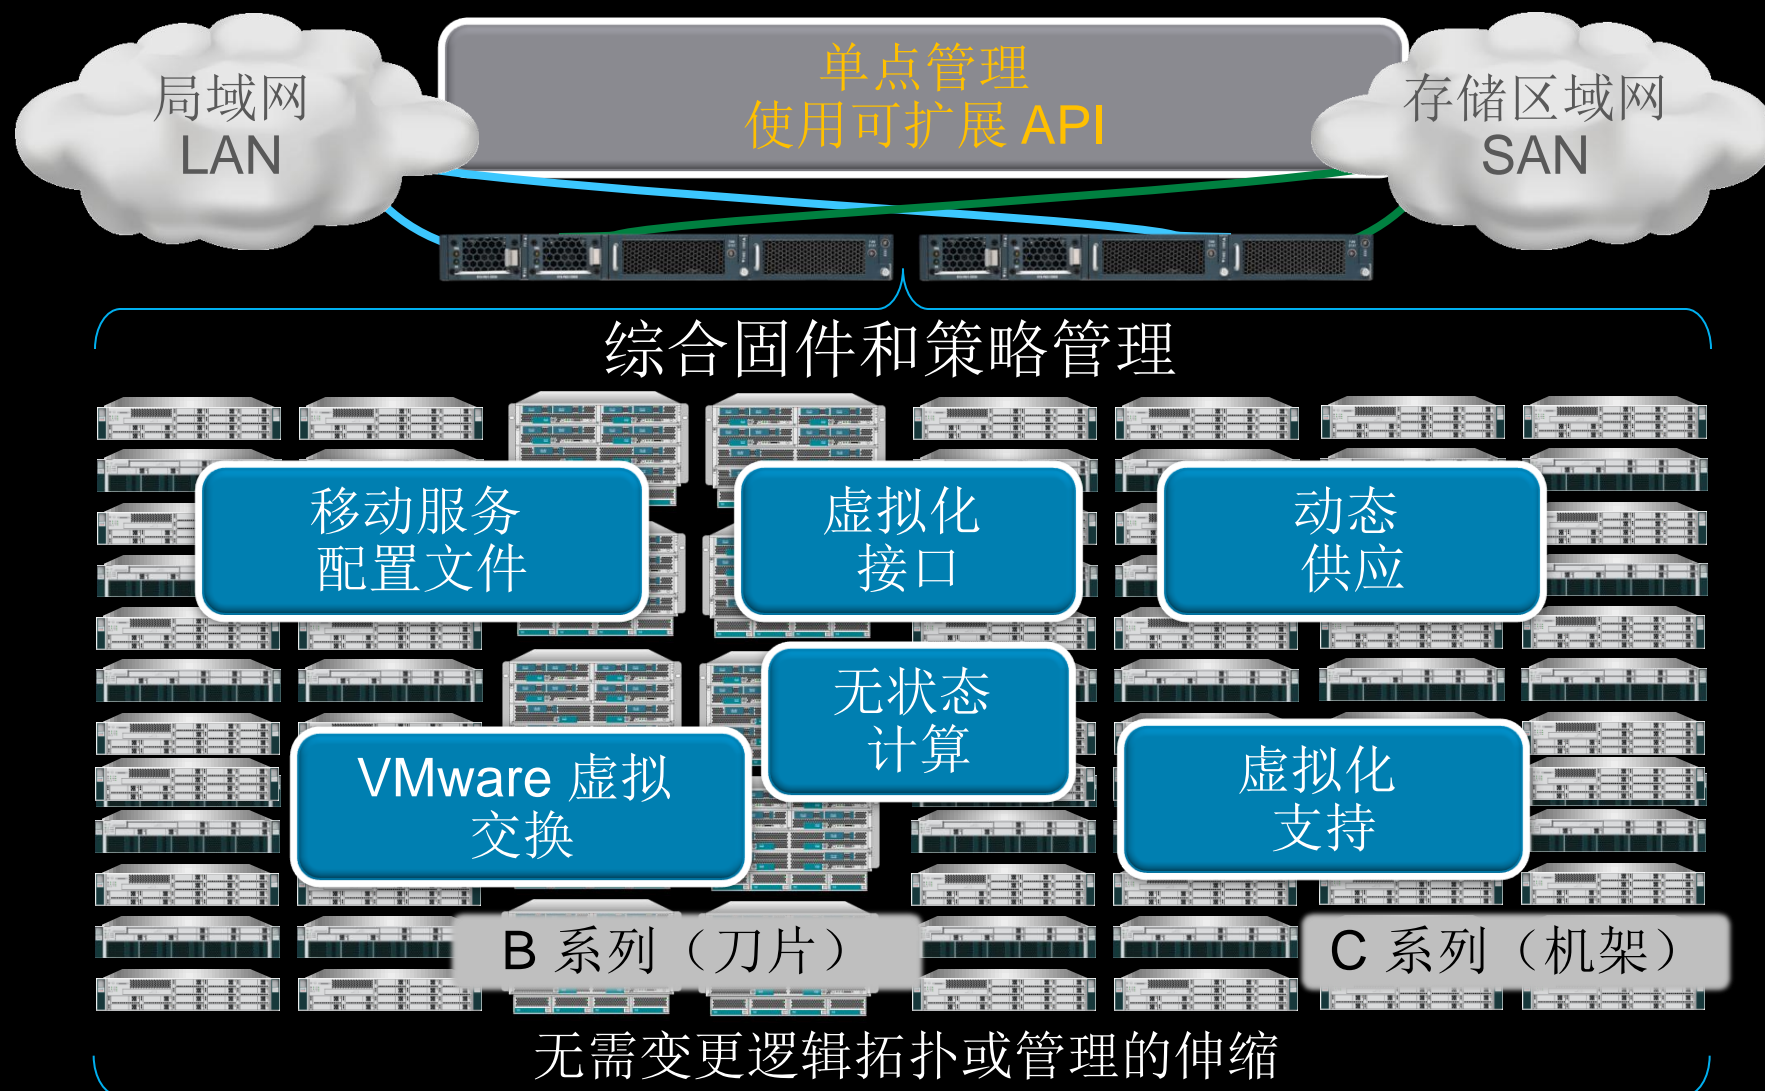 单点管理
使用可扩展 API
局域网
LAN
存储区域网
SAN
综合固件和策略管理
移动服务
配置文件
虚拟化
接口
动态
供应
无状态
计算
VMware 虚拟
交换
虚拟化
支持
B 系列（刀片）
C 系列（机架）
无需变更逻辑拓扑或管理的伸缩